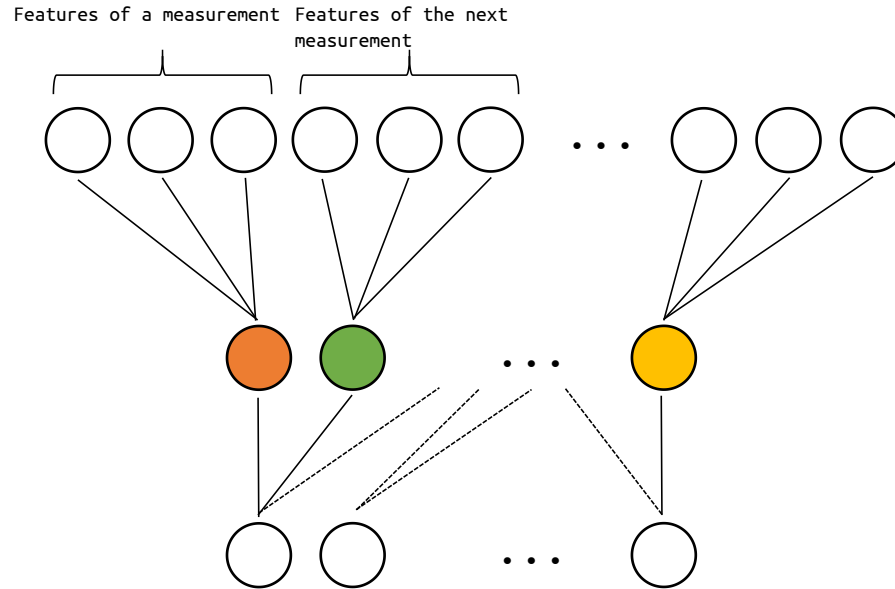 Features of a measurement
Features of the next
measurement